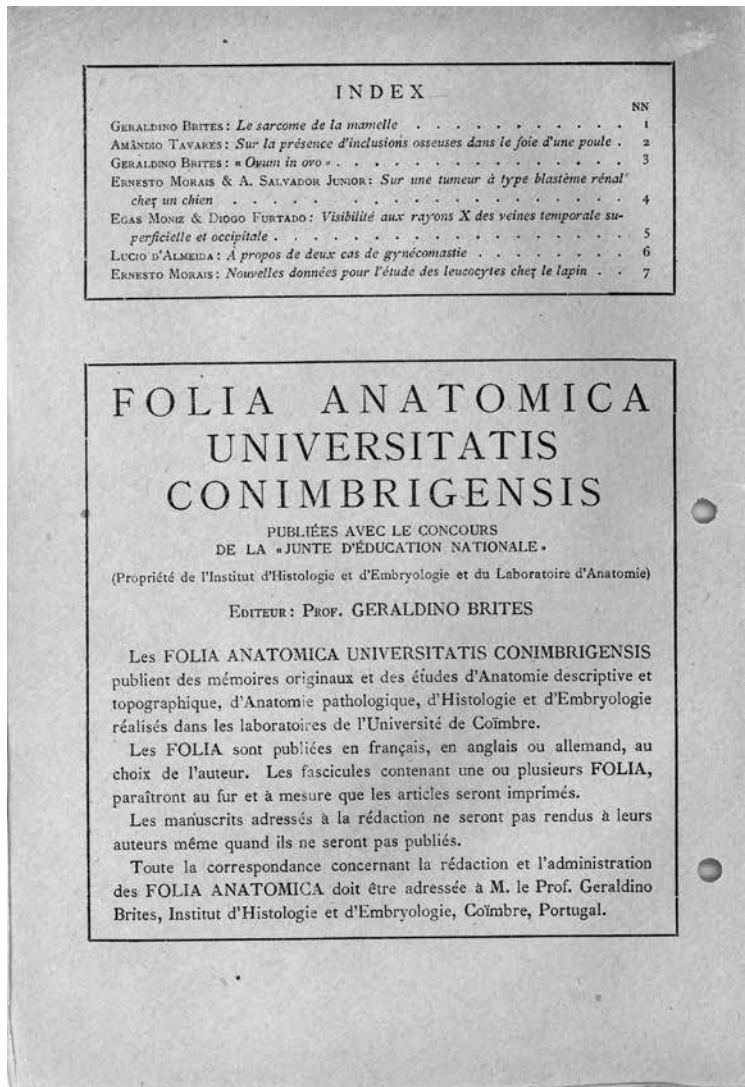 INDEX
NN
GERALDINO BRITES: Le sarcome de la mamelle . . . . . . . . . . . 1
AMÂNDIO TAVARES: Sur la présence d'inclusions osseuses dans le foie d'une poule . 2
GERALDINO BRITES: « Ovum in ovo » . . . . . . . . . . . . . . . 3
ERNESTO MORAIS & A. SALVADOR JUNIOR: Sur une tumeur à type blastème rénal
chez un chien . . . . . . . . . . . . . . . . . . 4
EGAS MONIZ & DIOGO FURTADO: Visibilité aux rayons X des veines temporale su-
perficielle et occipitale . . . . . . . . . . . . . . . . . . 5
LUCIO D'ALMEIDA: À propos de deux cas de gynécomastie . . . . . . . . 6
ERNESTO MORAIS: Nouvelles données pour l'étude des leucocytes chez le lapin . . 7
FOLIA ANATOMICA
UNIVERSITATIS
CONIMBRIGENSIS
PUBLIÉES AVEC LE CONCOURS
DE LA «JUNTE D'ÉDUCATION NATIONALE»
(Propriété de l'Institut d'Histologie et d'Embryologie et du Laboratoire d'Anatomie)
EDITEUR: PROF. GERALDINO BRITES
Les FOLIA ANATOMICA UNIVERSITATIS CONIMBRIGENSIS
publient des mémoires originaux et des études d'Anatomie descriptive et
topographique, d'Anatomie pathologique, d'Histologie et d'Embryologie
réalisés dans les laboratoires de l'Université de Coïmbre.
Les FOLIA sont publiées en français, en anglais ou allemand, au
choix de l'auteur. Les fascicules contenant une ou plusieurs FOLIA,
paraîtront au fur et à mesure que les articles seront imprimés.
Les manuscrits adressés à la rédaction ne seront pas rendus à leurs
auteurs même quand ils ne seront pas publiés.
Toute la correspondance concernant la rédaction et l'administration
des FOLIA ANATOMICA doit être adressée à M. le Prof. Geraldino
Brites, Institut d'Histologie et d'Embryologie, Coïmbre, Portugal.